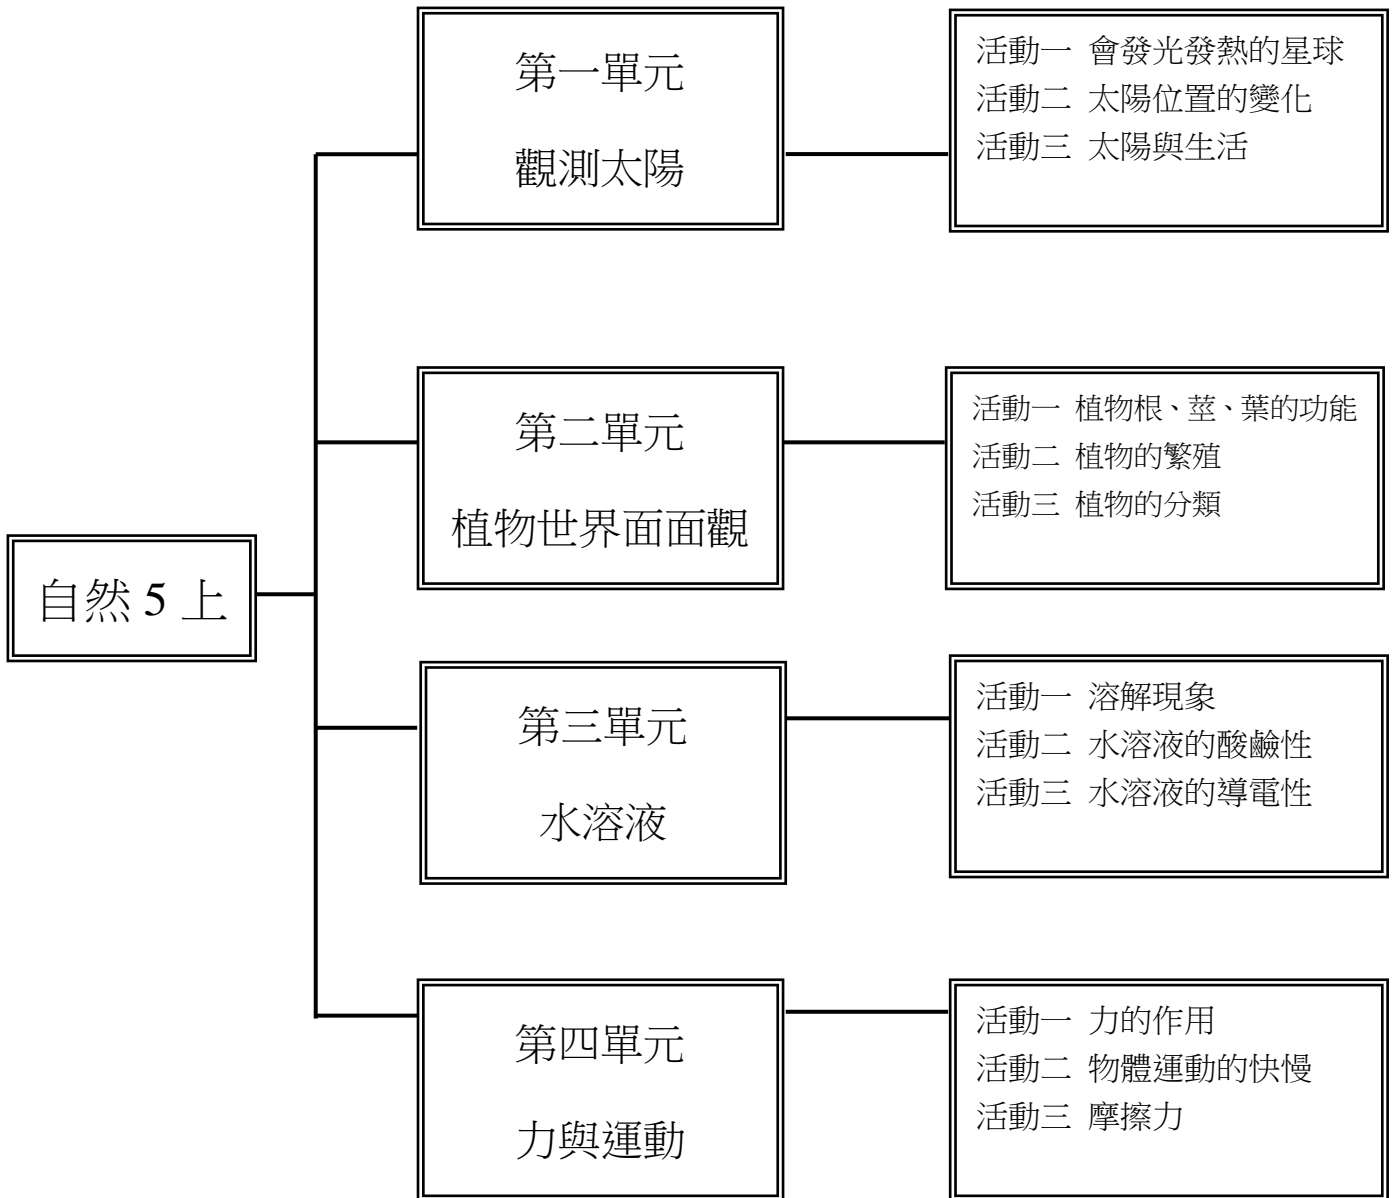 自然 5 上
第一單元
觀測太陽
活動一 會發光發熱的星球
活動二 太陽位置的變化
活動三 太陽與生活
第二單元
植物世界面面觀
活動一 植物根、莖、葉的功能
活動二 植物的繁殖
活動三 植物的分類
第三單元
水溶液
活動一 溶解現象
活動二 水溶液的酸鹼性
活動三 水溶液的導電性
第四單元
力與運動
活動一 力的作用
活動二 物體運動的快慢
活動三 摩擦力